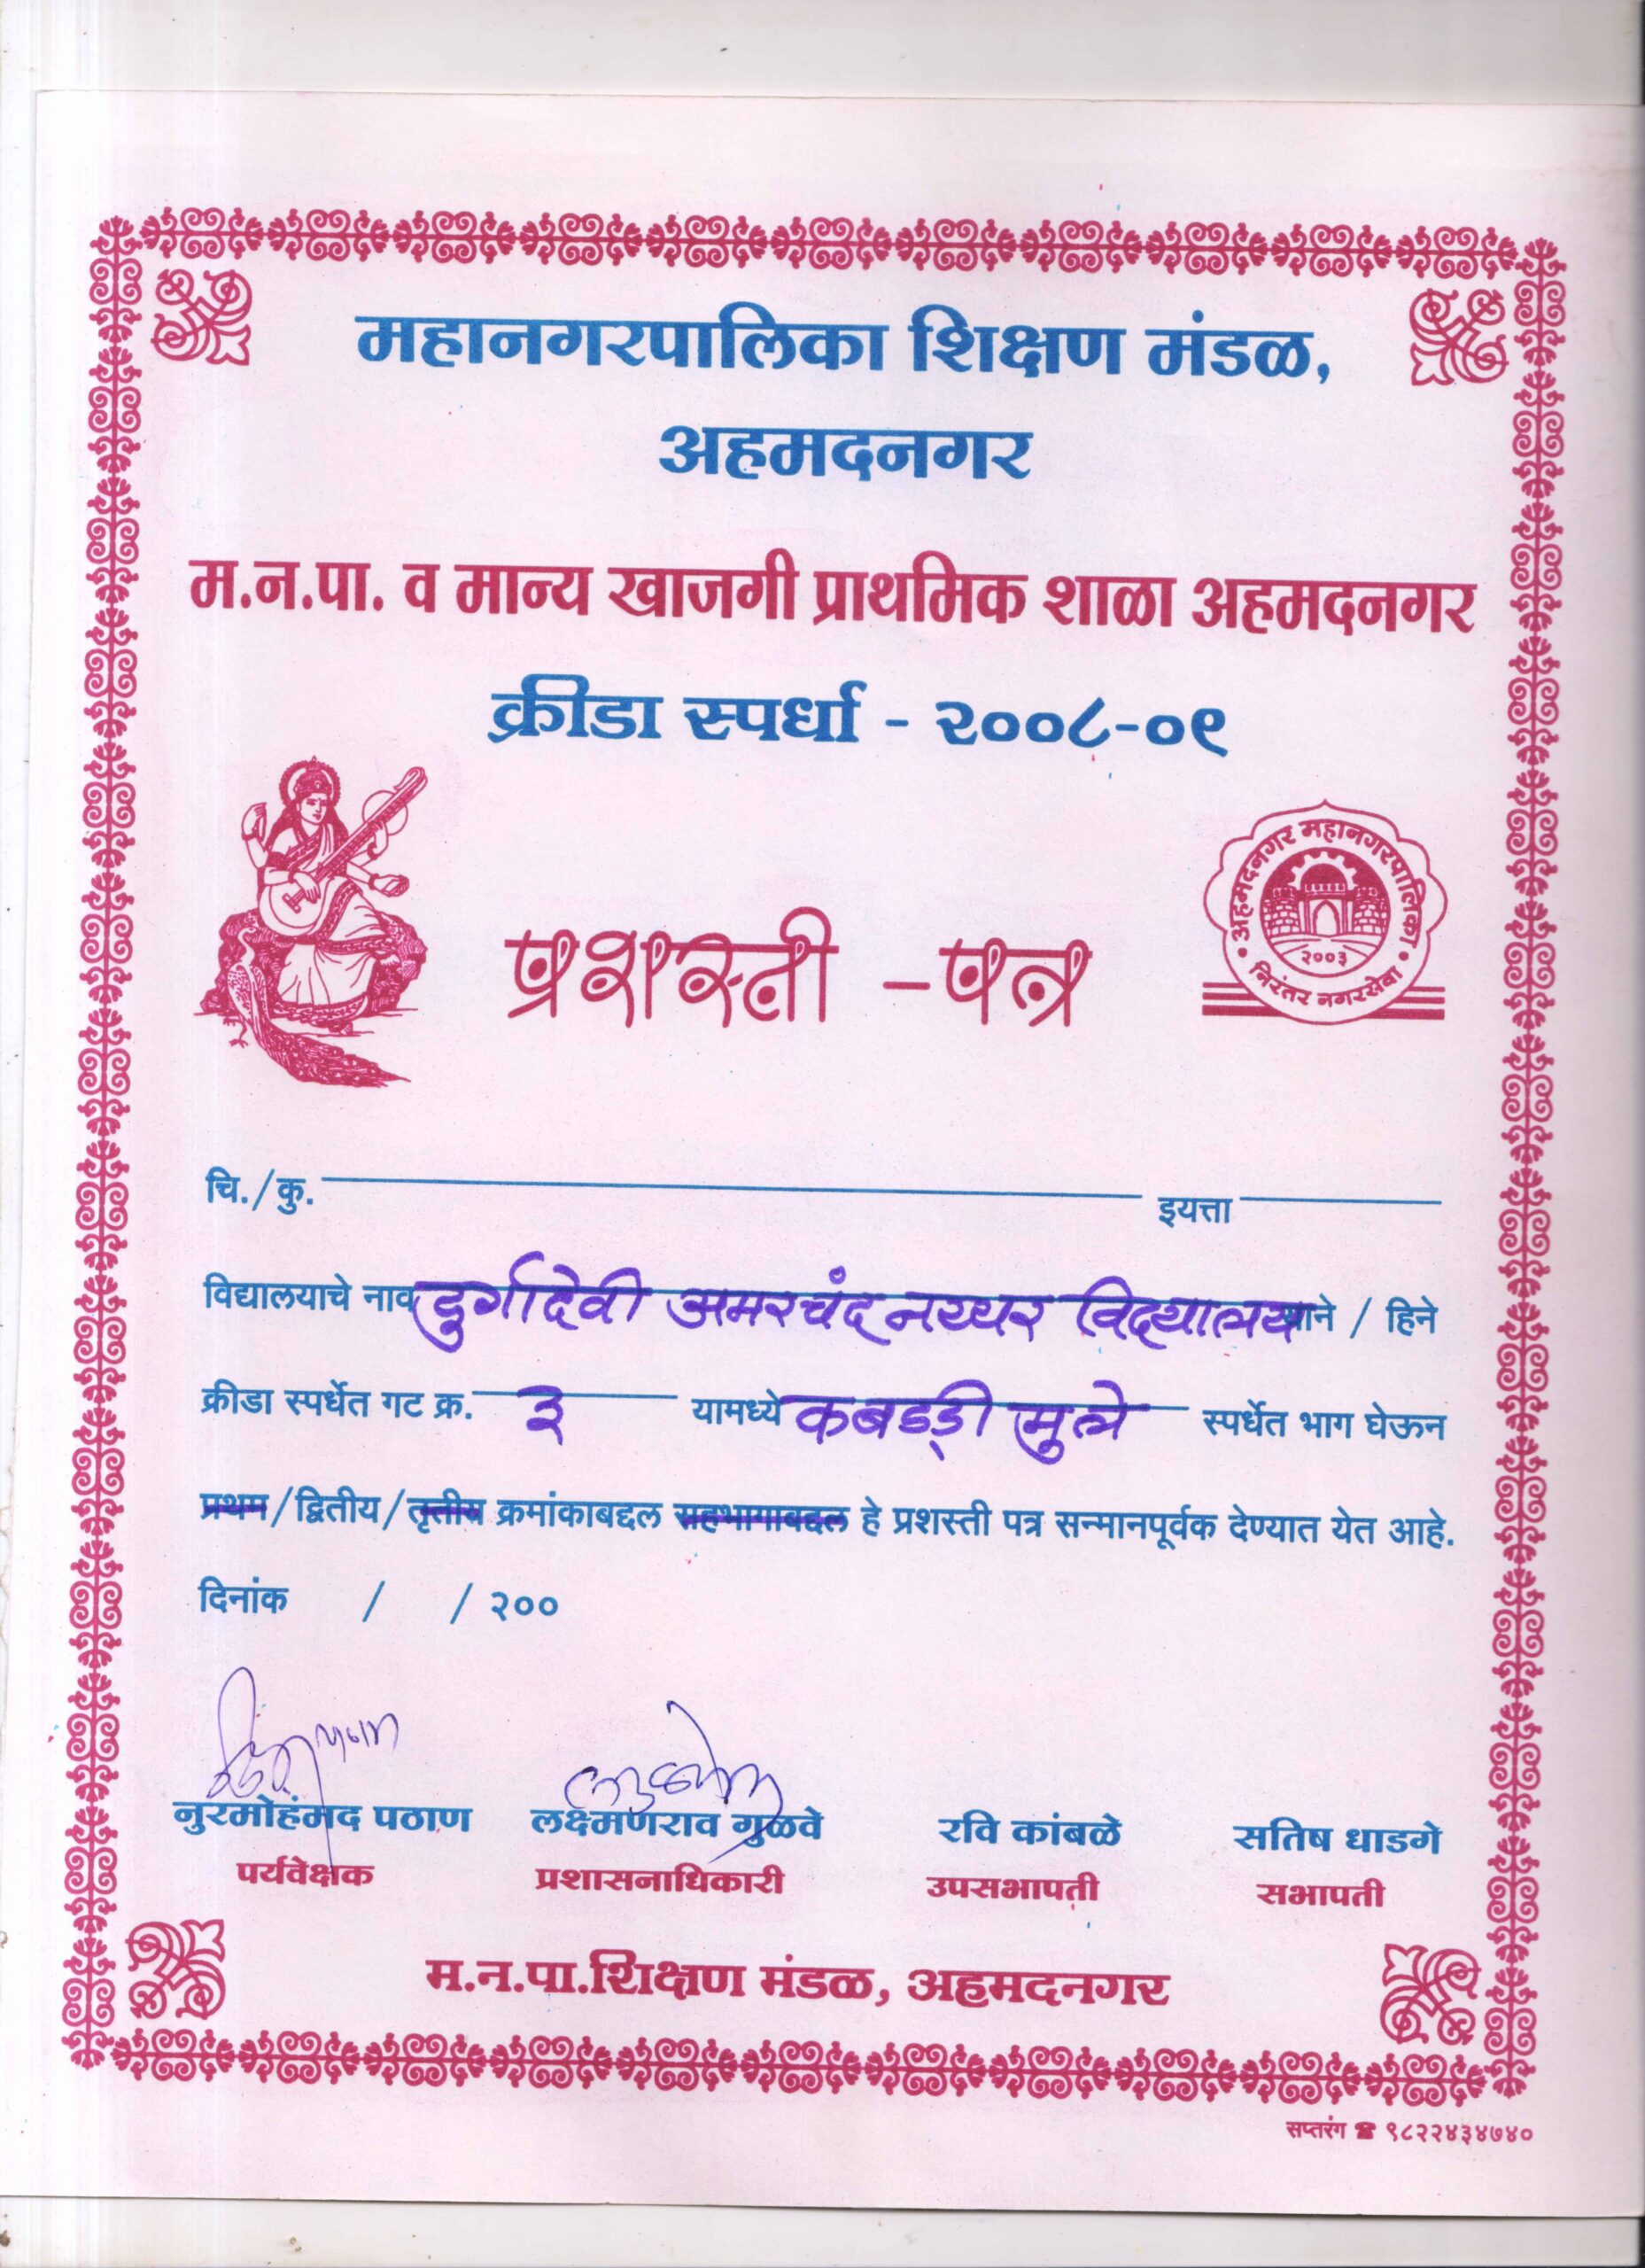 महानगरपालिका शिक्षण मंडळ,
अहमदनगर
म.न.पा. व मान्य खाजगी प्राथमिक शाळा अहमदनगर
क्रीडा स्पर्धा - २००८-०९
अहमदनगर महानगरपालिका
२००३
निरंतर नगरसेवा
प्रशस्ती - पत्र
चि./कु. इयत्ता
विद्यालयाचे नाव दुर्गादेवी अमरचंद नय्यर विद्यालय याने / हिने
क्रीडा स्पर्धेत गट क्र. ३ यामध्ये कबड्डी मुले स्पर्धेत भाग घेऊन
प्रथम/द्वितीय/तृतीय क्रमांकाबद्दल सहभागाबद्दल हे प्रशस्ती पत्र सन्मानपूर्वक देण्यात येत आहे.
दिनांक / / २००
नुरमोहंमद पठाण लक्ष्मणराव गुळवे रवि कांबळे सतिष धाडगे
पर्यवेक्षक प्रशासनाधिकारी उपसभापती सभापती
म.न.पा.शिक्षण मंडळ, अहमदनगर
सप्तरंग ☎ ९८२२४३४७४०